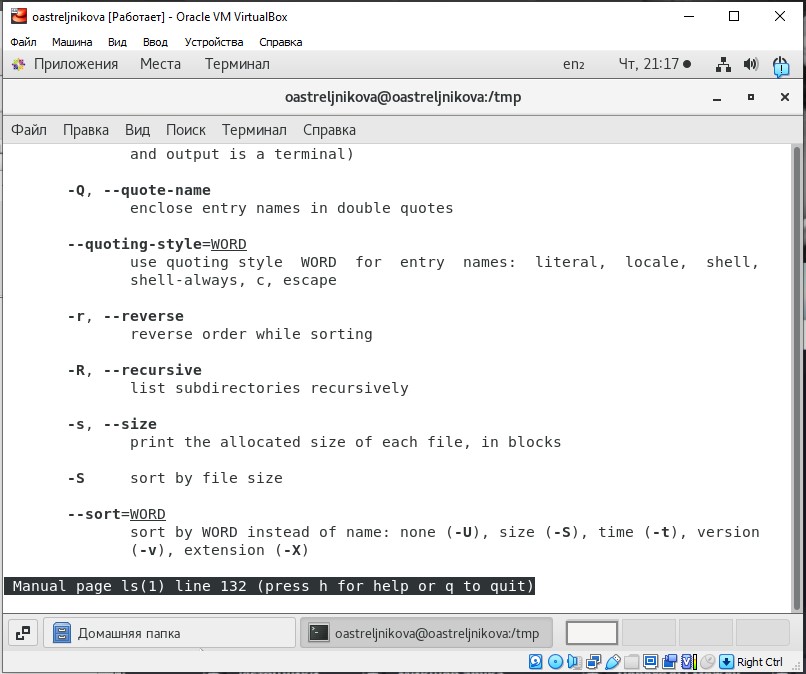 oastreljnikova [Работает] - Oracle VM VirtualBox
Файл Машина Вид Ввод Устройства Справка
Приложения Места Терминал en₂ Чт, 21:17
oastreljnikova@oastreljnikova:/tmp
Файл Правка Вид Поиск Терминал Справка
and output is a terminal)
-Q, --quote-name
enclose entry names in double quotes
--quoting-style=WORD
use quoting style WORD for entry names: literal, locale, shell,
shell-always, c, escape
-r, --reverse
reverse order while sorting
-R, --recursive
list subdirectories recursively
-s, --size
print the allocated size of each file, in blocks
-S sort by file size
--sort=WORD
sort by WORD instead of name: none (-U), size (-S), time (-t), version
(-v), extension (-X)
Manual page ls(1) line 132 (press h for help or q to quit)
Домашняя папка oastreljnikova@oastreljnikova:/tmp
Right Ctrl